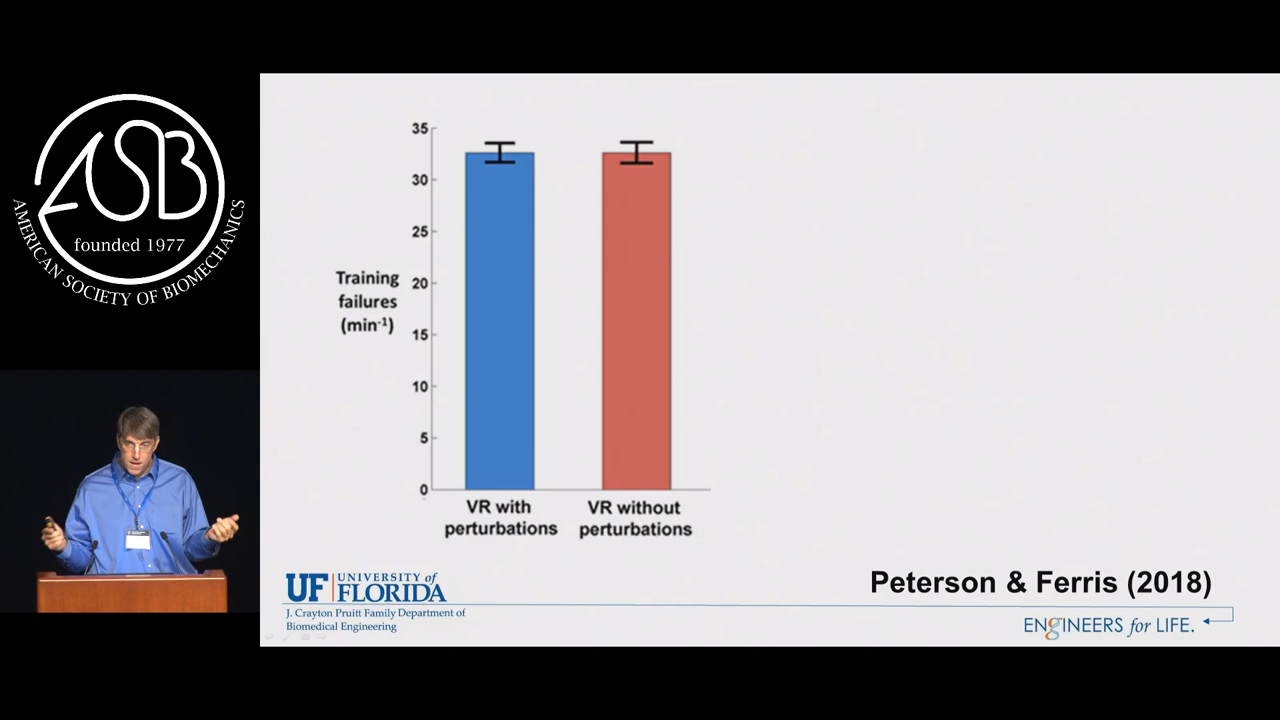 ASB
founded 1977
AMERICAN SOCIETY OF BIOMECHANICS
35
30
25
20
15
10
5
0
Training
failures
(min-1)
VR with
perturbations
VR without
perturbations
Peterson & Ferris (2018)
UF UNIVERSITY of
FLORIDA
J. Crayton Pruitt Family Department of
Biomedical Engineering
ENGINEERS for LIFE.